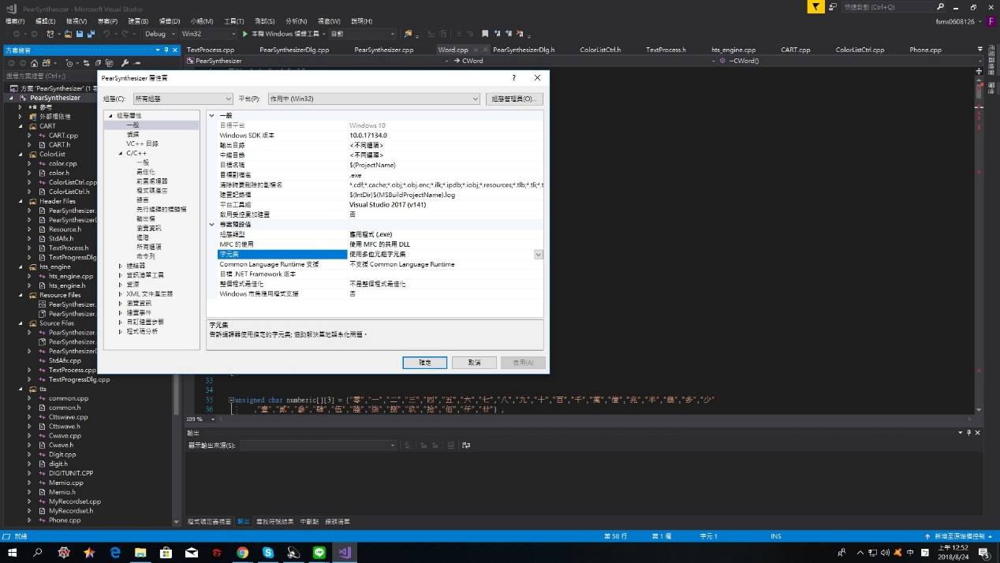 PearSynthesizer - Microsoft Visual Studio
快速啟動 (Ctrl+Q)
檔案(F) 編輯(E) 檢視(V) 專案(P) 建置(B) 偵錯(D) 小組(M) 工具(T) 測試(S) 分析(N) 視窗(W) 說明(H)
fsms0608126
F
Debug Win32 本機 Windows 偵錯工具 自動
方案總管
TextProcess.cpp PearSynthesizerDlg.cpp PearSynthesizer.cpp Word.cpp PearSynthesizerDlg.h ColorListCtrl.h TextProcess.h hts_engine.cpp CART.cpp ColorListCtrl.cpp Phone.cpp
PearSynthesizer CWord ~CWord()
搜尋方案總管 (Ctrl+;)
方案 'PearSynthesizer' (1
PearSynthesizer
參考
外部相依性
CART
CART.cpp
CART.h
ColorList
color.cpp
color.h
ColorListCtrl.cpp
ColorListCtrl.h
Header Files
PearSynthesizer.
PearSynthesizerD
Resource.h
StdAfx.h
TextProcess.h
TextProgressDlg
hts_engine
hts_engine.cpp
hts_engine.h
Resource Files
PearSynthesizer.
PearSynthesizer.
Source Files
PearSynthesizer.
PearSynthesizer.
PearSynthesizerD
StdAfx.cpp
TextProcess.cpp
TextProgressDlg.cpp
tts
common.cpp
common.h
Cttswave.cpp
Cttswave.h
Cwave.cpp
Cwave.h
Digit.cpp
digit.h
DIGITUNIT.CPP
Memio.cpp
Memio.h
MyRecordset.cpp
MyRecordset.h
Phone.cpp
PearSynthesizer 屬性頁
?
組態(C): 所有組態 平台(P): 作用中 (Win32) 組態管理員(O)...
組態屬性
一般
偵錯
VC++ 目錄
C/C++
一般
最佳化
前置處理器
程式碼產生
語言
先行編譯的標頭檔
輸出檔
瀏覽資訊
進階
所有選項
命令列
連結器
資訊清單工具
資源
XML 文件產生器
瀏覽資訊
建置事件
自訂建置步驟
程式碼分析
一般
目標平台 Windows 10
Windows SDK 版本 10.0.17134.0
輸出目錄 <不同選項>
中繼目錄 <不同選項>
目標名稱 $(ProjectName)
目標副檔名 .exe
清除時要刪除的副檔名 *.cdf;*.cache;*.obj;*.obj.enc;*.ilk;*.ipdb;*.iobj;*.resources;*.tlb;*.tli;*.t
建置記錄檔 $(IntDir)$(MSBuildProjectName).log
平台工具組 Visual Studio 2017 (v141)
啟用受控累加建置 否
專案預設值
組態類型 應用程式 (.exe)
MFC 的使用 使用 MFC 的共用 DLL
字元集 使用多位元組字元集
Common Language Runtime 支援 不支援 Common Language Runtime
目標 .NET Framework 版本
整個程式最佳化 不是整個程式最佳化
Windows 市集應用程式支援 否
字元集
告訴編譯器使用指定的字元集; 協助解決當地語系化問題。
確定 取消 套用(A)
33
34
35 unsigned char numberic[][3] = {"零","一","二","三","四","五","六","七","八","九","十","百","千","萬","億","兆","半","幾","多","少"
36 ,"壹","貳","參","肆","伍","陸","柒","捌","玖","拾","佰","仟","廿"} ;
109 %
輸出
顯示輸出來源(S):
程式碼定義視窗 輸出 尋找符號結果 中斷點 錯誤清單
就緒 第 58 行 第 1 欄 字元 1 INS 新增至原始檔控制
中
上午 12:52
2018/8/24
5